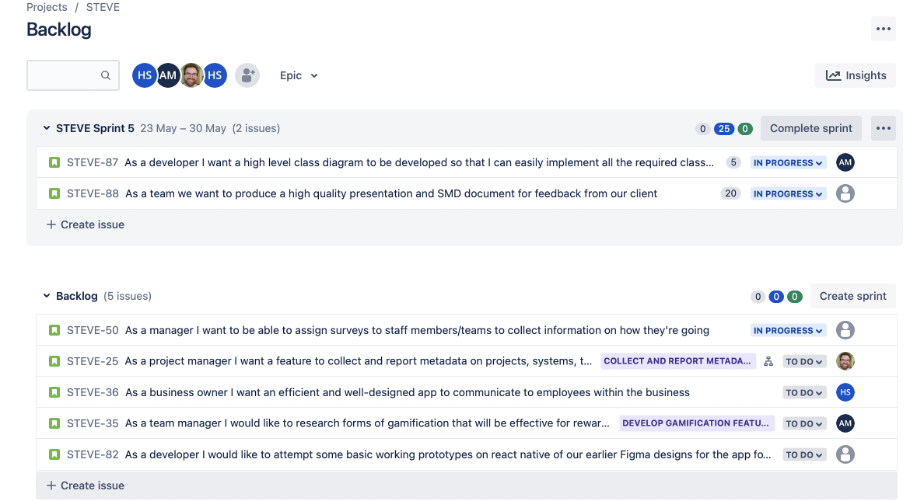 Projects / STEVE
Backlog
HS AM HS Epic Insights
STEVE Sprint 5 23 May – 30 May (2 issues) 0 25 0 Complete sprint
STEVE-87 As a developer I want a high level class diagram to be developed so that I can easily implement all the required class... 5 IN PROGRESS AM
STEVE-88 As a team we want to produce a high quality presentation and SMD document for feedback from our client 20 IN PROGRESS
+ Create issue
Backlog (5 issues) 0 0 0 Create sprint
STEVE-50 As a manager I want to be able to assign surveys to staff members/teams to collect information on how they're going IN PROGRESS
STEVE-25 As a project manager I want a feature to collect and report metadata on projects, systems, t... COLLECT AND REPORT METADA... TO DO
STEVE-36 As a business owner I want an efficient and well-designed app to communicate to employees within the business TO DO HS
STEVE-35 As a team manager I would like to research forms of gamification that will be effective for rewar... DEVELOP GAMIFICATION FEATU... TO DO AM
STEVE-82 As a developer I would like to attempt some basic working prototypes on react native of our earlier Figma designs for the app fo... TO DO
+ Create issue